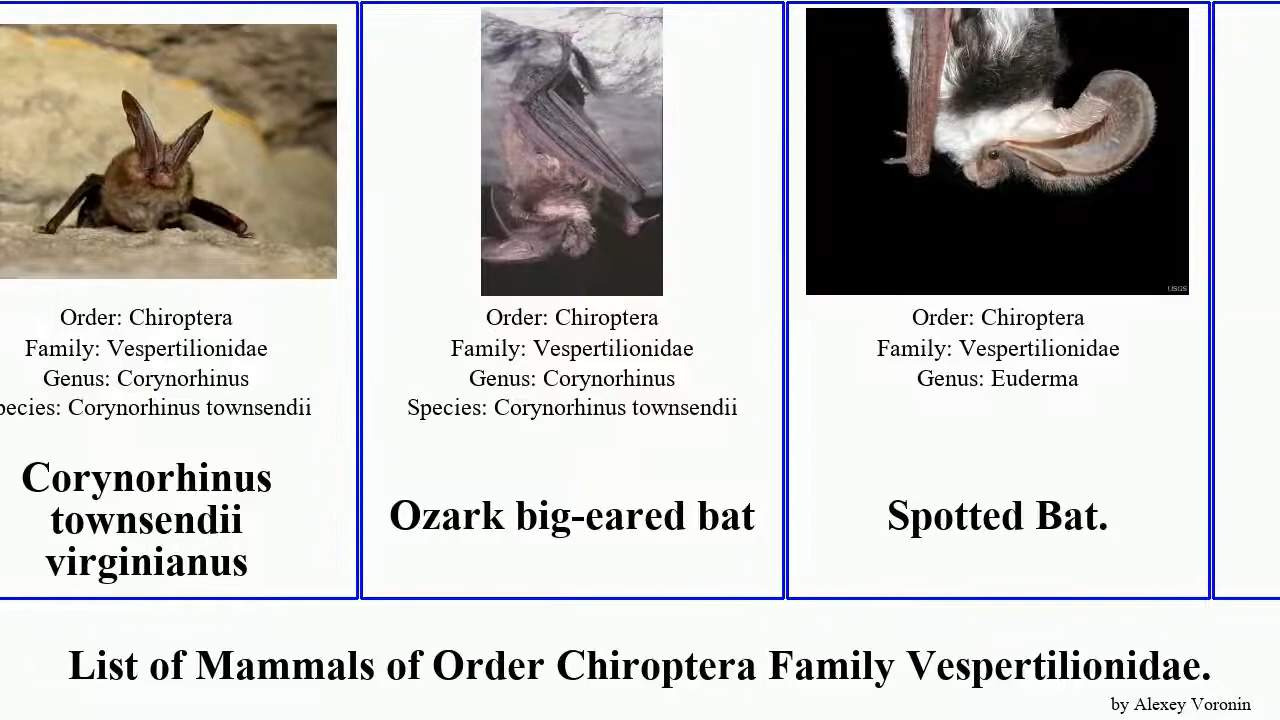 USGS
Order: Chiroptera
Family: Vespertilionidae
Genus: Corynorhinus
pecies: Corynorhinus townsendii
Corynorhinus
townsendii
virginianus
Order: Chiroptera
Family: Vespertilionidae
Genus: Corynorhinus
Species: Corynorhinus townsendii
Ozark big-eared bat
Order: Chiroptera
Family: Vespertilionidae
Genus: Euderma
Spotted Bat.
List of Mammals of Order Chiroptera Family Vespertilionidae.
by Alexey Voronin